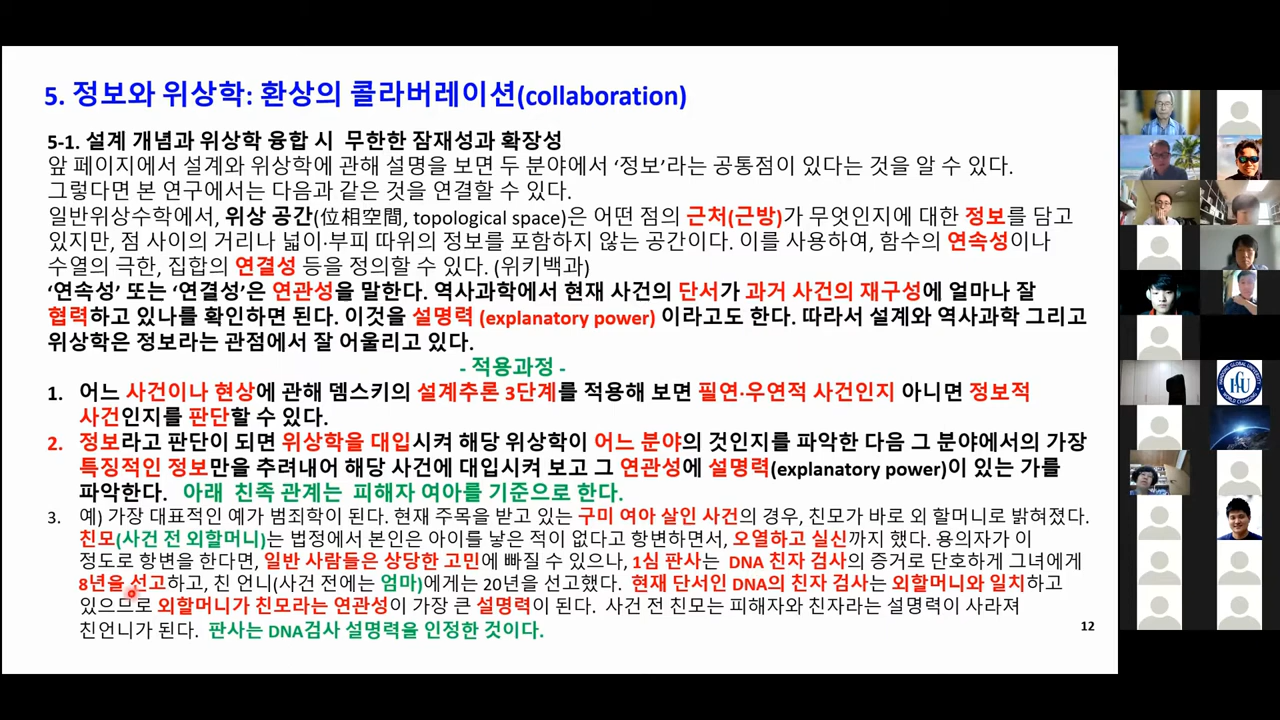 5. 정보와 위상학: 환상의 콜라버레이션(collaboration)
5-1. 설계 개념과 위상학 융합 시 무한한 잠재성과 확장성
앞 페이지에서 설계와 위상학에 관해 설명을 보면 두 분야에서 ‘정보’라는 공통점이 있다는 것을 알 수 있다.
그렇다면 본 연구에서는 다음과 같은 것을 연결할 수 있다.
일반위상수학에서, 위상 공간(位相空間, topological space)은 어떤 점의 근처(근방)가 무엇인지에 대한 정보를 담고
있지만, 점 사이의 거리나 넓이·부피 따위의 정보를 포함하지 않는 공간이다. 이를 사용하여, 함수의 연속성이나
수열의 극한, 집합의 연결성 등을 정의할 수 있다. (위키백과)
‘연속성’ 또는 ‘연결성’은 연관성을 말한다. 역사과학에서 현재 사건의 단서가 과거 사건의 재구성에 얼마나 잘
협력하고 있나를 확인하면 된다. 이것을 설명력 (explanatory power) 이라고도 한다. 따라서 설계와 역사과학 그리고
위상학은 정보라는 관점에서 잘 어울리고 있다.
- 적용과정 -
1. 어느 사건이나 현상에 관해 뎀스키의 설계추론 3단계를 적용해 보면 필연·우연적 사건인지 아니면 정보적
사건인지를 판단할 수 있다.
2. 정보라고 판단이 되면 위상학을 대입시켜 해당 위상학이 어느 분야의 것인지를 파악한 다음 그 분야에서의 가장
특징적인 정보만을 추려내어 해당 사건에 대입시켜 보고 그 연관성에 설명력(explanatory power)이 있는 가를
파악한다. 아래 친족 관계는 피해자 여아를 기준으로 한다.
3. 예) 가장 대표적인 예가 범죄학이 된다. 현재 주목을 받고 있는 구미 여아 살인 사건의 경우, 친모가 바로 외 할머니로 밝혀졌다.
친모(사건 전 외할머니)는 법정에서 본인은 아이를 낳은 적이 없다고 항변하면서, 오열하고 실신까지 했다. 용의자가 이
정도로 항변을 한다면, 일반 사람들은 상당한 고민에 빠질 수 있으나, 1심 판사는 DNA 친자 검사의 증거로 단호하게 그녀에게
8년을 선고하고, 친 언니(사건 전에는 엄마)에게는 20년을 선고했다. 현재 단서인 DNA의 친자 검사는 외할머니와 일치하고
있으므로 외할머니가 친모라는 연관성이 가장 큰 설명력이 된다. 사건 전 친모는 피해자와 친자라는 설명력이 사라져
친언니가 된다. 판사는 DNA검사 설명력을 인정한 것이다.
12